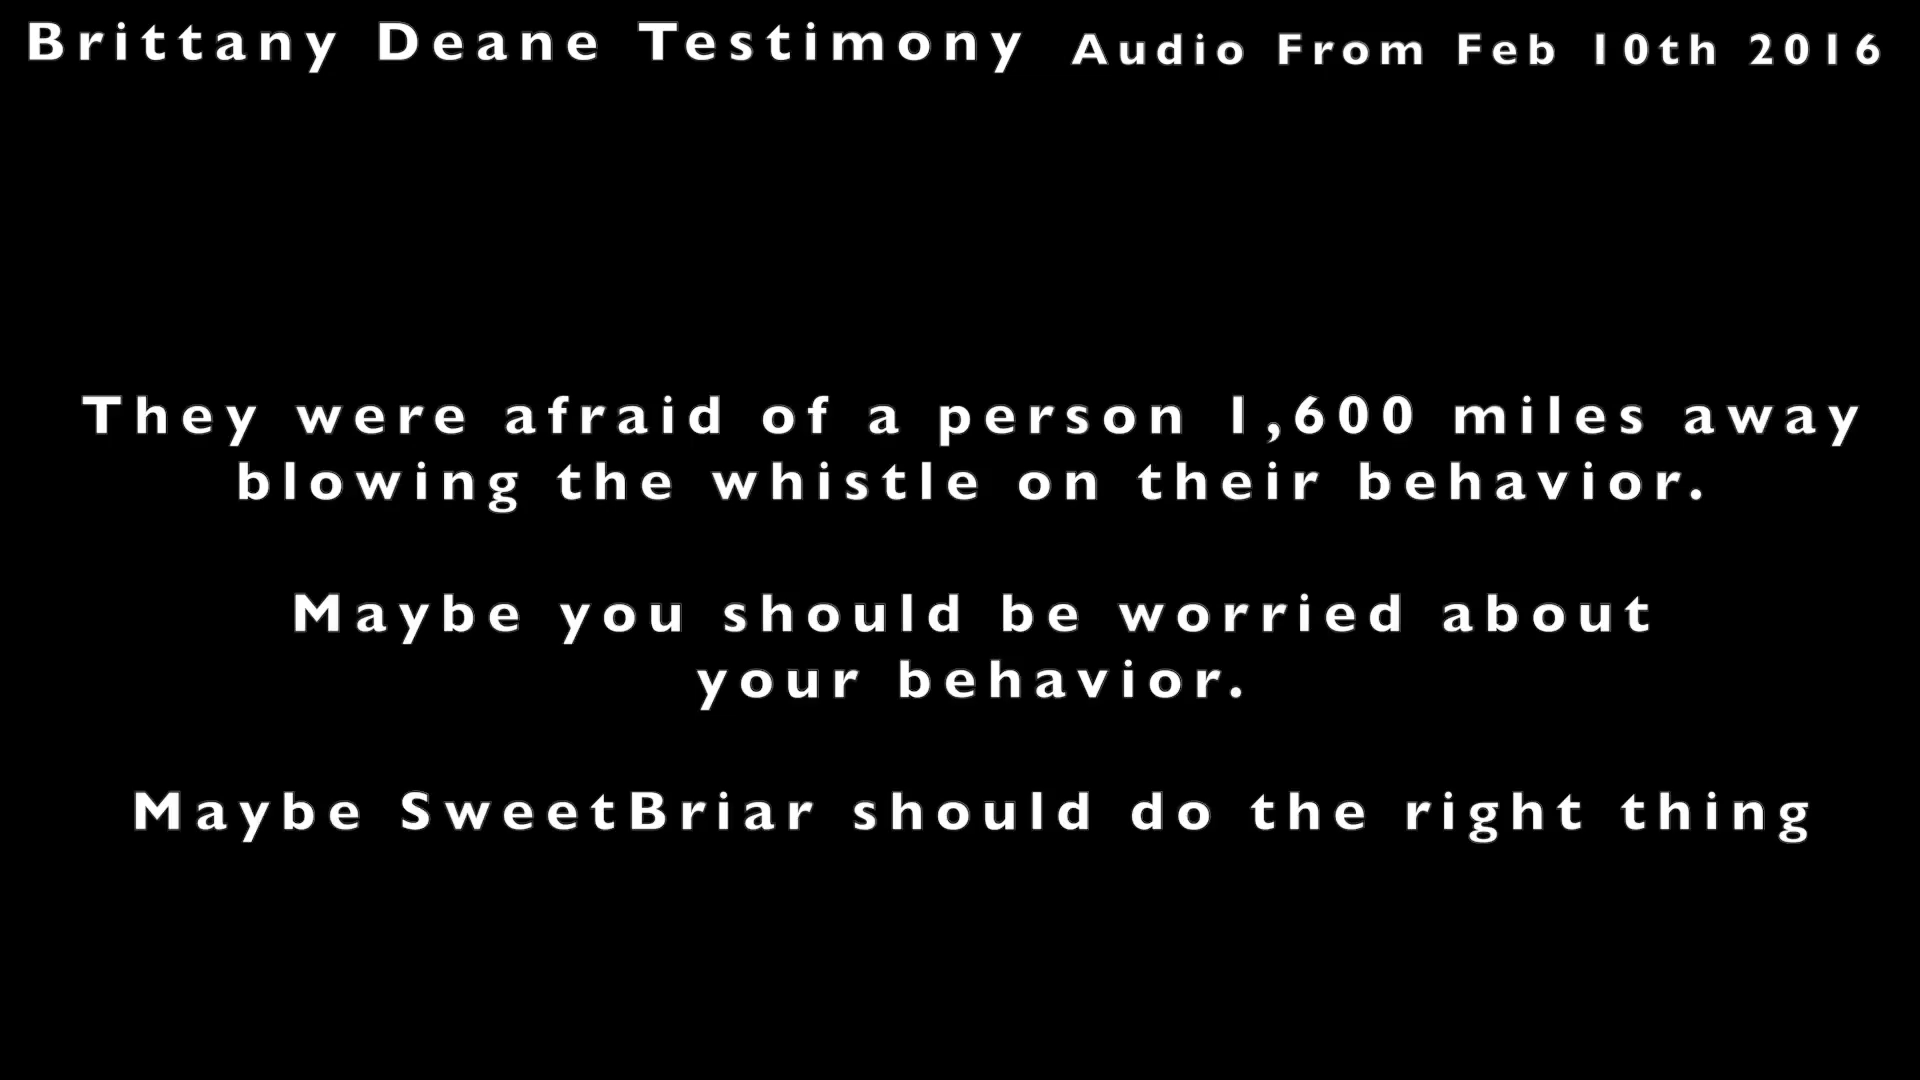 Brittany Deane Testimony Audio From Feb 10th 2016
They were afraid of a person 1,600 miles away
blowing the whistle on their behavior.
Maybe you should be worried about
your behavior.
Maybe SweetBriar should do the right thing